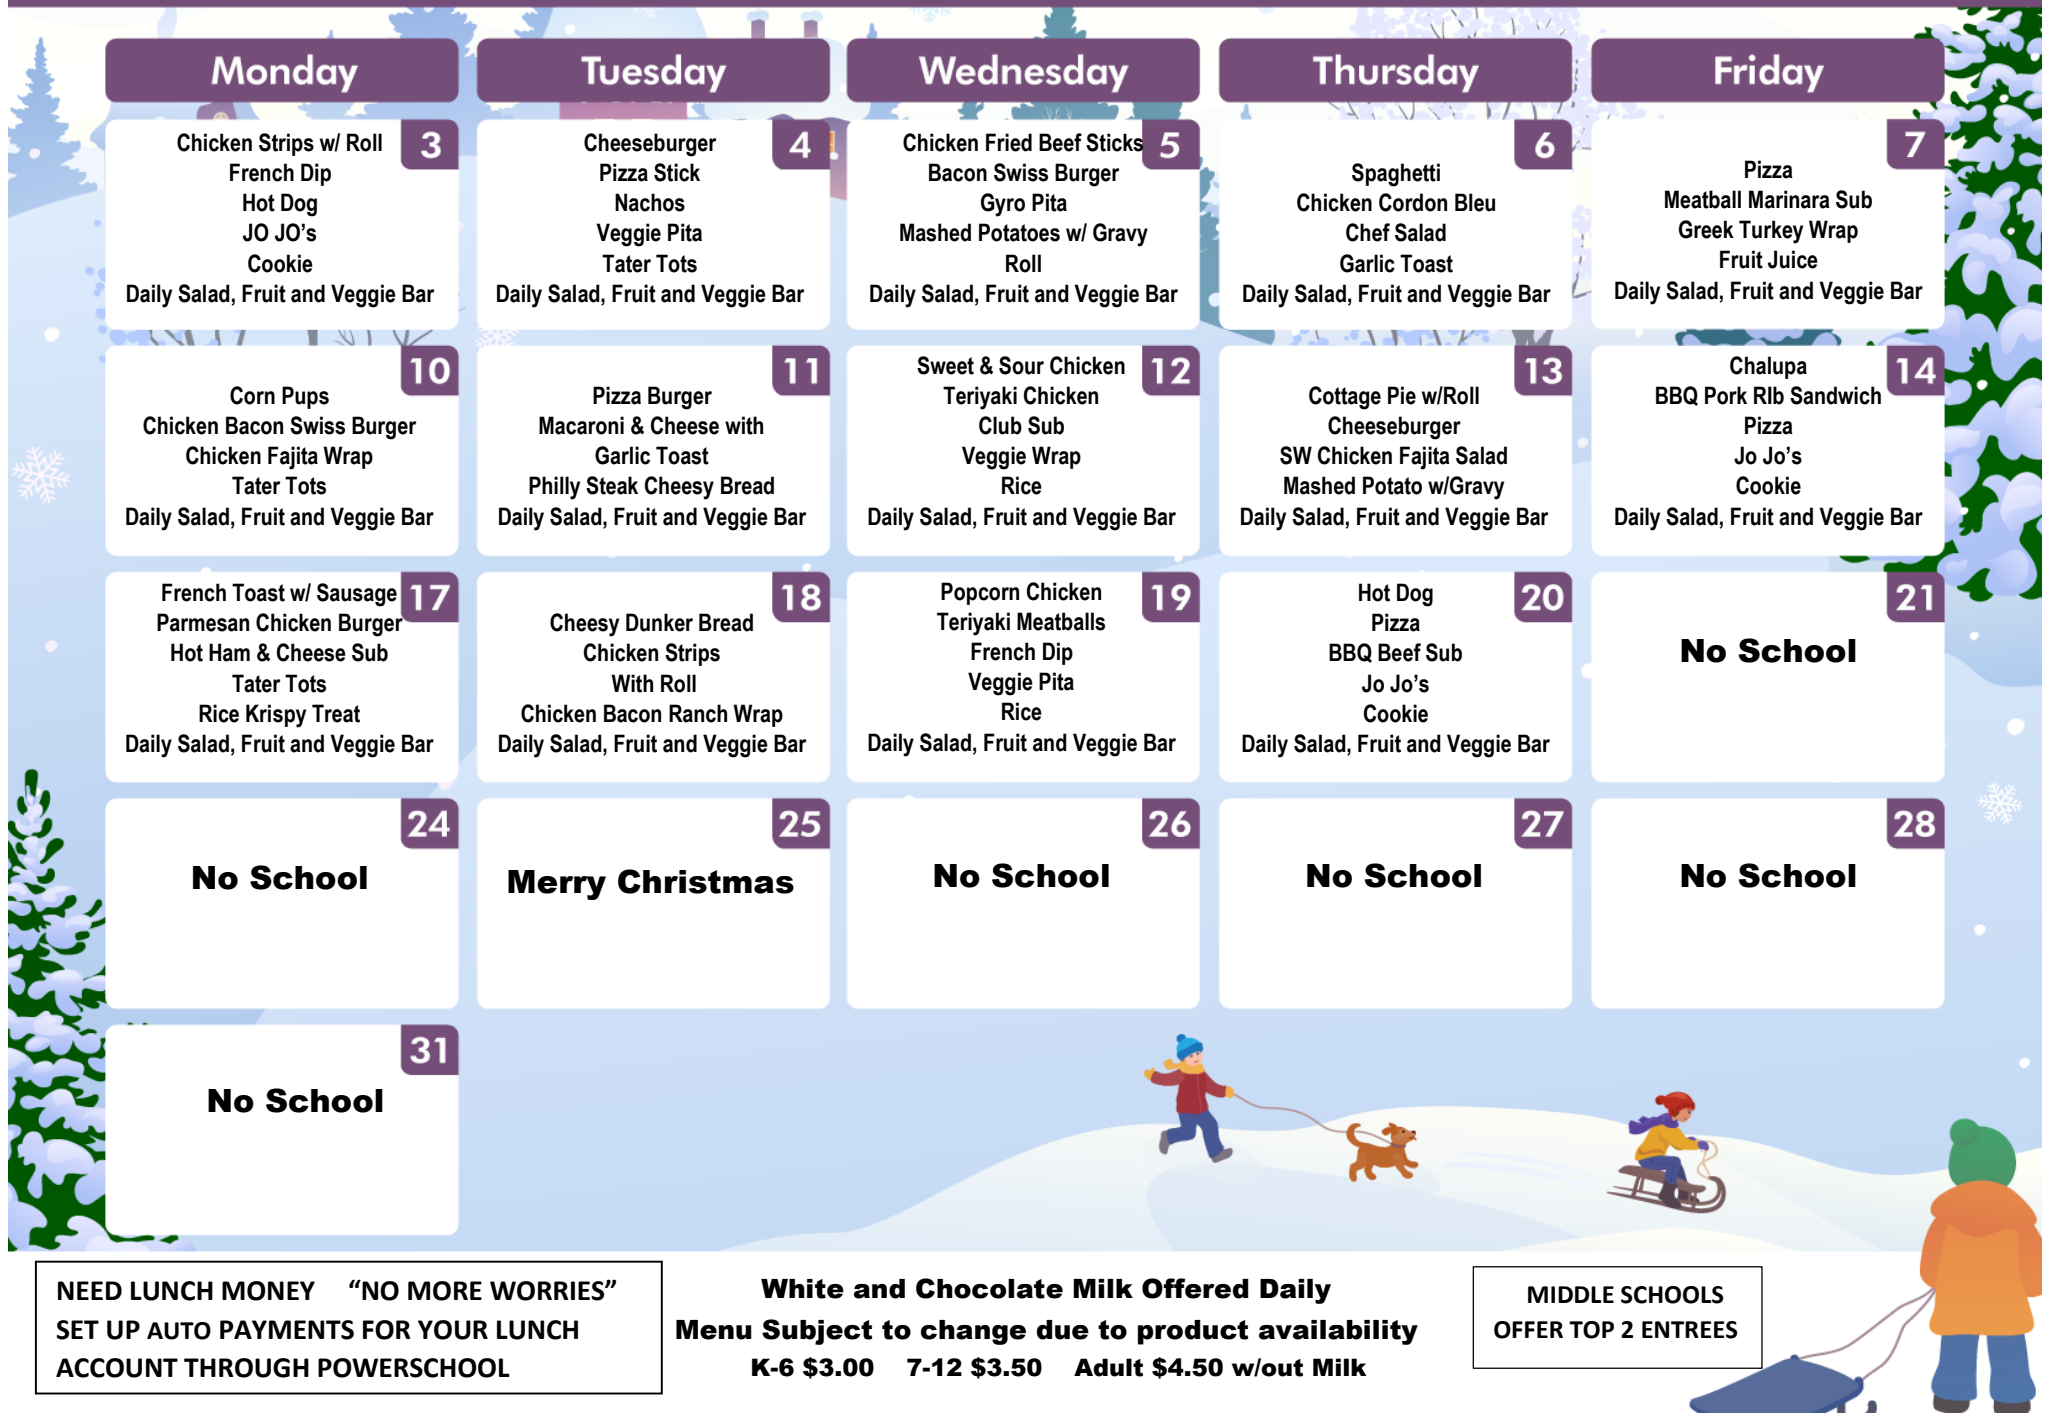 Monday
Tuesday
Wednesday
Thursday
Friday
3
Chicken Strips w/ Roll
French Dip
Hot Dog
JO JO’s
Cookie
Daily Salad, Fruit and Veggie Bar
4
Cheeseburger
Pizza Stick
Nachos
Veggie Pita
Tater Tots
Daily Salad, Fruit and Veggie Bar
5
Chicken Fried Beef Sticks
Bacon Swiss Burger
Gyro Pita
Mashed Potatoes w/ Gravy
Roll
Daily Salad, Fruit and Veggie Bar
6
Spaghetti
Chicken Cordon Bleu
Chef Salad
Garlic Toast
Daily Salad, Fruit and Veggie Bar
7
Pizza
Meatball Marinara Sub
Greek Turkey Wrap
Fruit Juice
Daily Salad, Fruit and Veggie Bar
10
Corn Pups
Chicken Bacon Swiss Burger
Chicken Fajita Wrap
Tater Tots
Daily Salad, Fruit and Veggie Bar
11
Pizza Burger
Macaroni & Cheese with
Garlic Toast
Philly Steak Cheesy Bread
Daily Salad, Fruit and Veggie Bar
12
Sweet & Sour Chicken
Teriyaki Chicken
Club Sub
Veggie Wrap
Rice
Daily Salad, Fruit and Veggie Bar
13
Cottage Pie w/Roll
Cheeseburger
SW Chicken Fajita Salad
Mashed Potato w/Gravy
Daily Salad, Fruit and Veggie Bar
14
Chalupa
BBQ Pork RIb Sandwich
Pizza
Jo Jo’s
Cookie
Daily Salad, Fruit and Veggie Bar
17
French Toast w/ Sausage
Parmesan Chicken Burger
Hot Ham & Cheese Sub
Tater Tots
Rice Krispy Treat
Daily Salad, Fruit and Veggie Bar
18
Cheesy Dunker Bread
Chicken Strips
With Roll
Chicken Bacon Ranch Wrap
Daily Salad, Fruit and Veggie Bar
19
Popcorn Chicken
Teriyaki Meatballs
French Dip
Veggie Pita
Rice
Daily Salad, Fruit and Veggie Bar
20
Hot Dog
Pizza
BBQ Beef Sub
Jo Jo’s
Cookie
Daily Salad, Fruit and Veggie Bar
21
No School
24
No School
25
Merry Christmas
26
No School
27
No School
28
No School
31
No School
NEED LUNCH MONEY “NO MORE WORRIES”
SET UP AUTO PAYMENTS FOR YOUR LUNCH
ACCOUNT THROUGH POWERSCHOOL
White and Chocolate Milk Offered Daily
Menu Subject to change due to product availability
K-6 $3.00 7-12 $3.50 Adult $4.50 w/out Milk
MIDDLE SCHOOLS
OFFER TOP 2 ENTREES